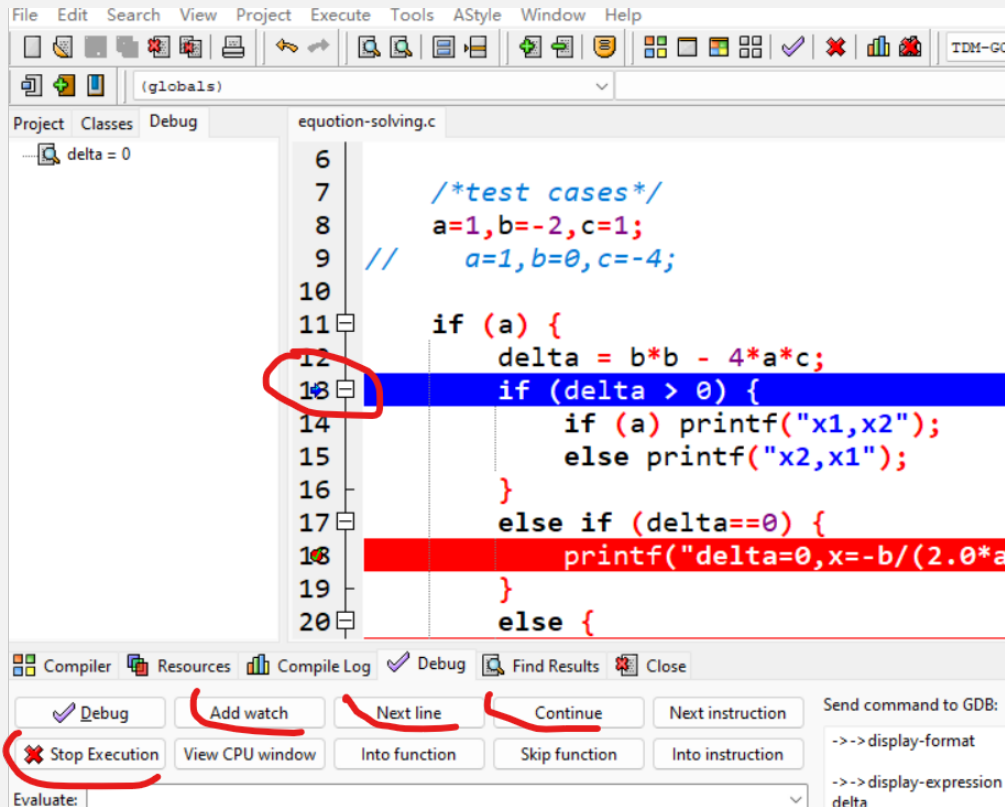 File Edit Search View Project Execute Tools AStyle Window Help
TDM-GC
(globals)
Project Classes Debug equotion-solving.c
delta = 0
6
7 /*test cases*/
8 a=1,b=-2,c=1;
9 // a=1,b=0,c=-4;
10
11 if (a) {
12 delta = b*b - 4*a*c;
13 if (delta > 0) {
14 if (a) printf("x1,x2");
15 else printf("x2,x1");
16 }
17 else if (delta==0) {
18 printf("delta=0,x=-b/(2.0*a
19 }
20 else {
Compiler Resources Compile Log Debug Find Results Close
Debug Add watch Next line Continue Next instruction Send command to GDB:
Stop Execution View CPU window Into function Skip function Into instruction ->->display-format
->->display-expression
Evaluate: delta